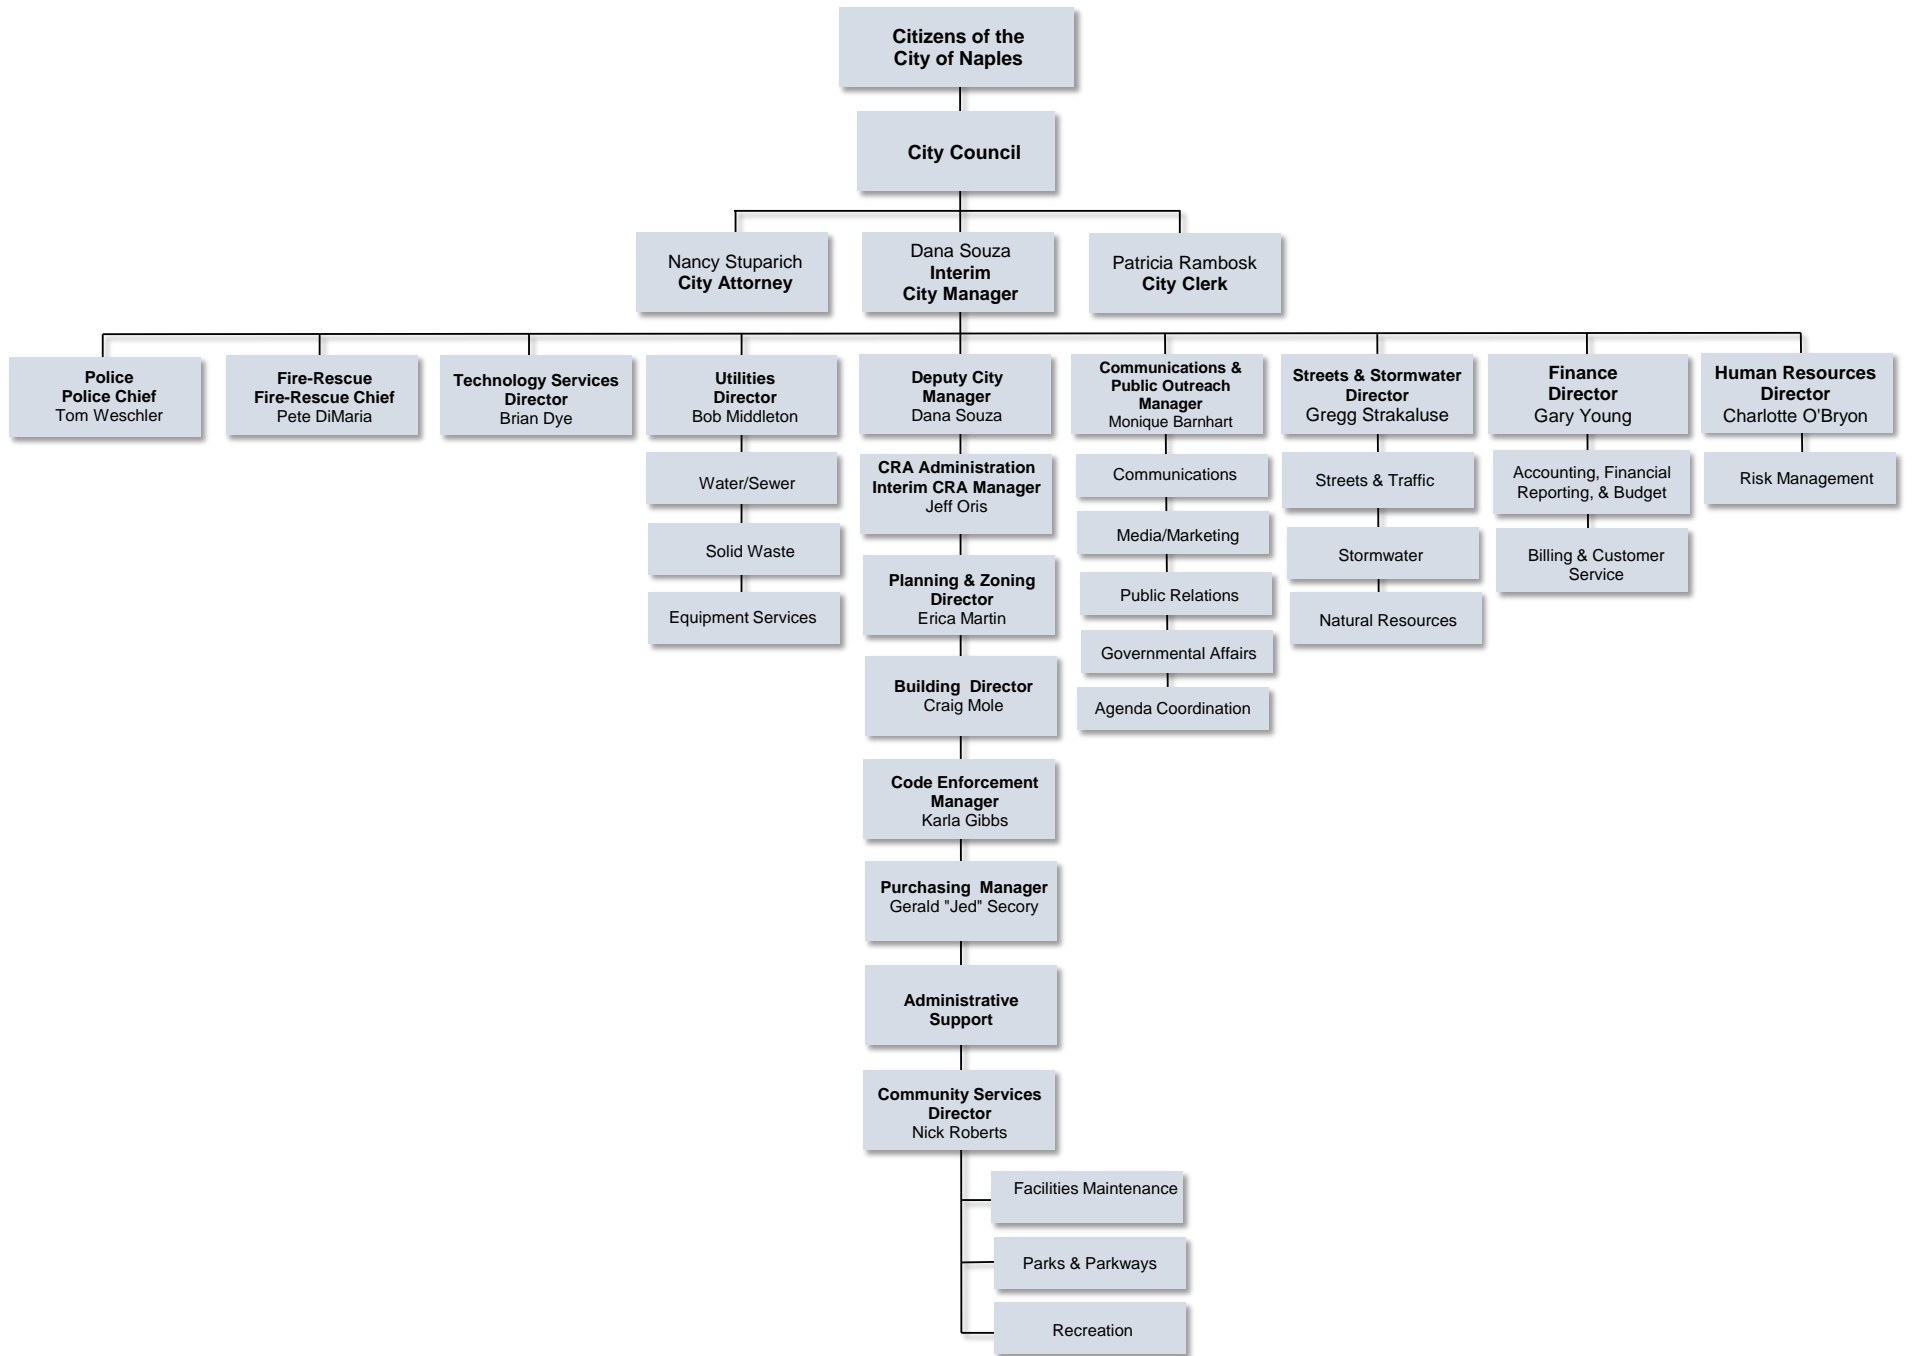 Citizens of the
City of Naples
City Council
Nancy Stuparich
City Attorney
Dana Souza
Interim
City Manager
Patricia Rambosk
City Clerk
Police
Police Chief
Tom Weschler
Fire-Rescue
Fire-Rescue Chief
Pete DiMaria
Technology Services
Director
Brian Dye
Utilities
Director
Bob Middleton
Deputy City
Manager
Dana Souza
Communications &
Public Outreach
Manager
Monique Barnhart
Streets & Stormwater
Director
Gregg Strakaluse
Finance
Director
Gary Young
Human Resources
Director
Charlotte O'Bryon
Water/Sewer
Solid Waste
Equipment Services
CRA Administration
Interim CRA Manager
Jeff Oris
Planning & Zoning
Director
Erica Martin
Building Director
Craig Mole
Code Enforcement
Manager
Karla Gibbs
Purchasing Manager
Gerald "Jed" Secory
Administrative
Support
Community Services
Director
Nick Roberts
Facilities Maintenance
Parks & Parkways
Recreation
Communications
Media/Marketing
Public Relations
Governmental Affairs
Agenda Coordination
Streets & Traffic
Stormwater
Natural Resources
Accounting, Financial
Reporting, & Budget
Billing & Customer
Service
Risk Management